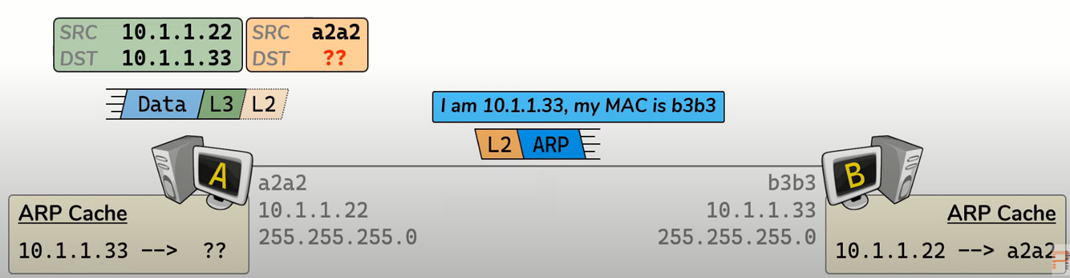 SRC 10.1.1.22
DST 10.1.1.33
SRC a2a2
DST ??
Data L3 L2
I am 10.1.1.33, my MAC is b3b3
L2 ARP
A
B
a2a2
10.1.1.22
255.255.255.0
b3b3
10.1.1.33
255.255.255.0
ARP Cache
10.1.1.33 --> ??
ARP Cache
10.1.1.22 --> a2a2